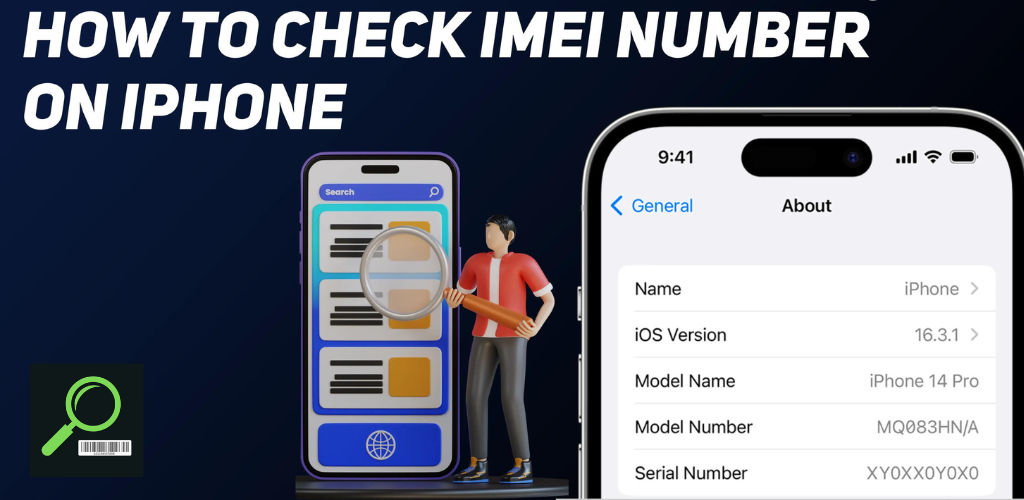 HOW TO CHECK IMEI NUMBER
ON IPHONE
Search
9:41
General About
Name iPhone
iOS Version 16.3.1
Model Name iPhone 14 Pro
Model Number MQ083HN/A
Serial Number XY0XX0Y0X0